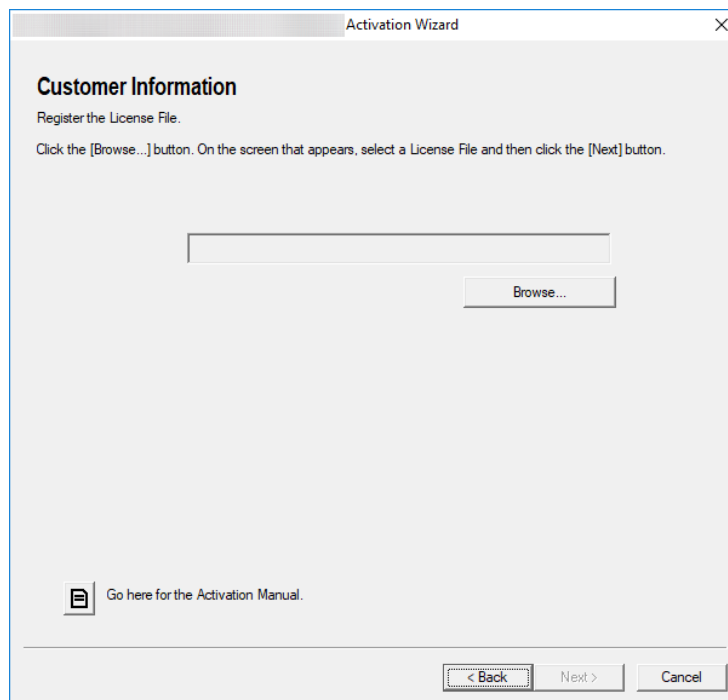 Activation Wizard
Customer Information
Register the License File.
Click the [Browse...] button. On the screen that appears, select a License File and then click the [Next] button.
Browse...
Go here for the Activation Manual.
< Back
Next >
Cancel